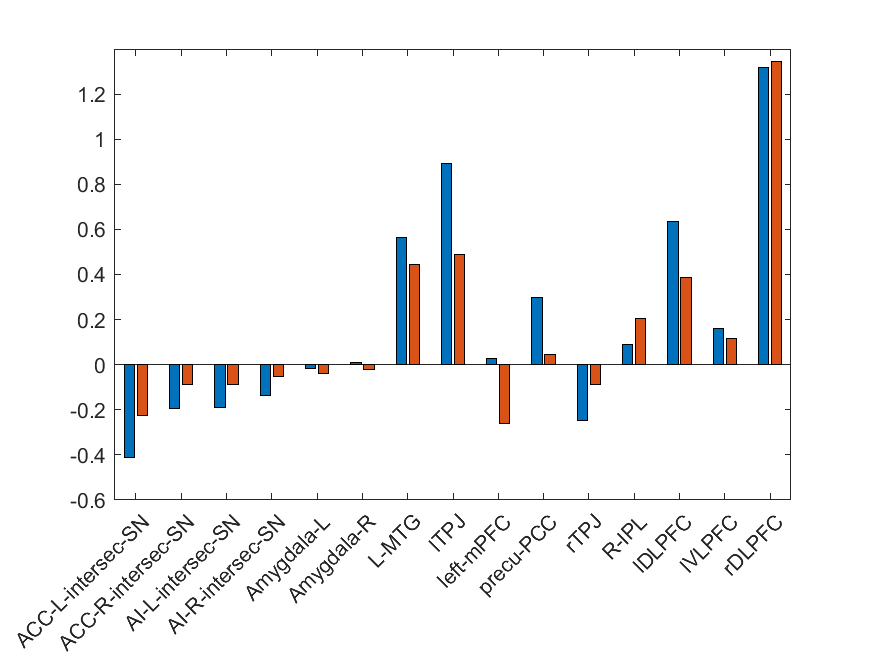 1.2
1
0.8
0.6
0.4
0.2
0
-0.2
-0.4
-0.6
ACC-L-intersec-SN
ACC-R-intersec-SN
AI-L-intersec-SN
AI-R-intersec-SN
Amygdala-L
Amygdala-R
L-MTG
lTPJ
left-mPFC
precu-PCC
rTPJ
R-IPL
lDLPFC
lVLPFC
rDLPFC